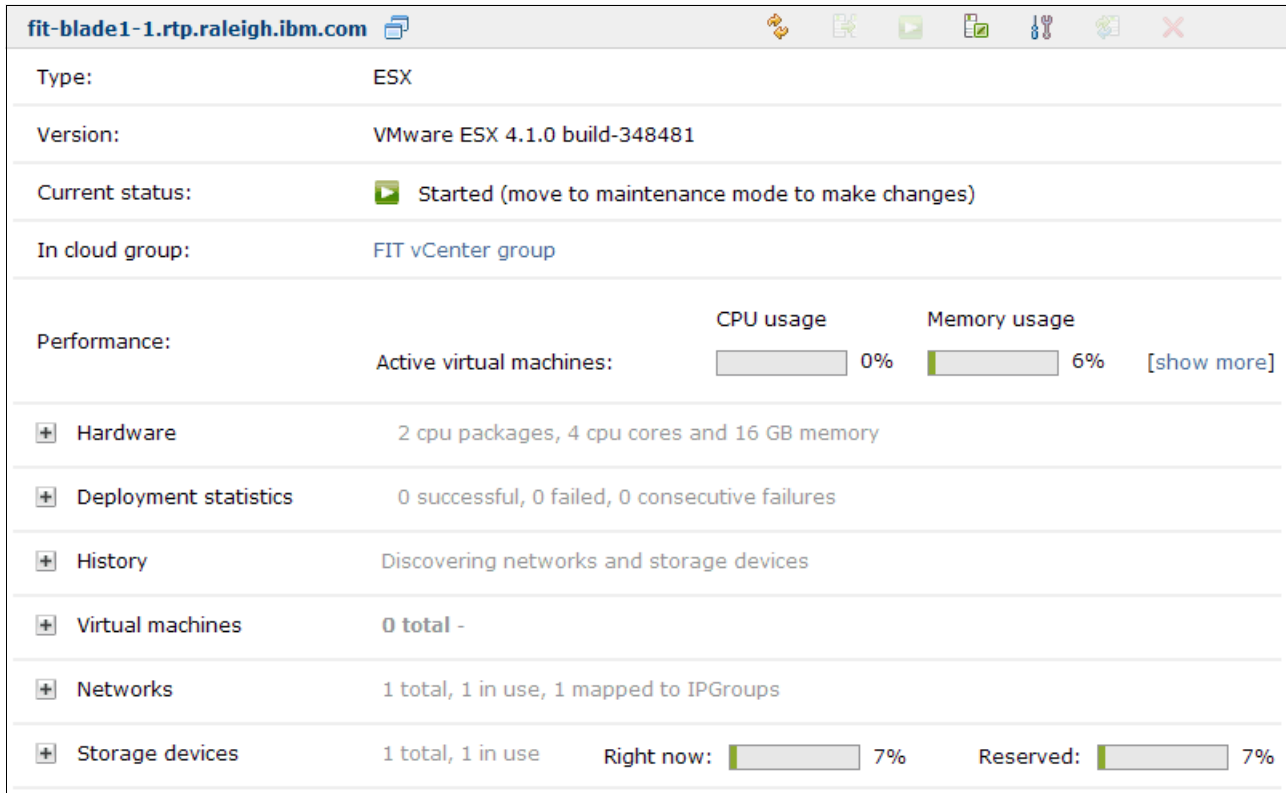 fit-blade1-1.rtp.raleigh.ibm.com
Type: ESX
Version: VMware ESX 4.1.0 build-348481
Current status: Started (move to maintenance mode to make changes)
In cloud group: FIT vCenter group
CPU usage Memory usage
Performance:
Active virtual machines: 0% 6% [show more]
Hardware 2 cpu packages, 4 cpu cores and 16 GB memory
Deployment statistics 0 successful, 0 failed, 0 consecutive failures
History Discovering networks and storage devices
Virtual machines 0 total -
Networks 1 total, 1 in use, 1 mapped to IPGroups
Storage devices 1 total, 1 in use Right now: 7% Reserved: 7%